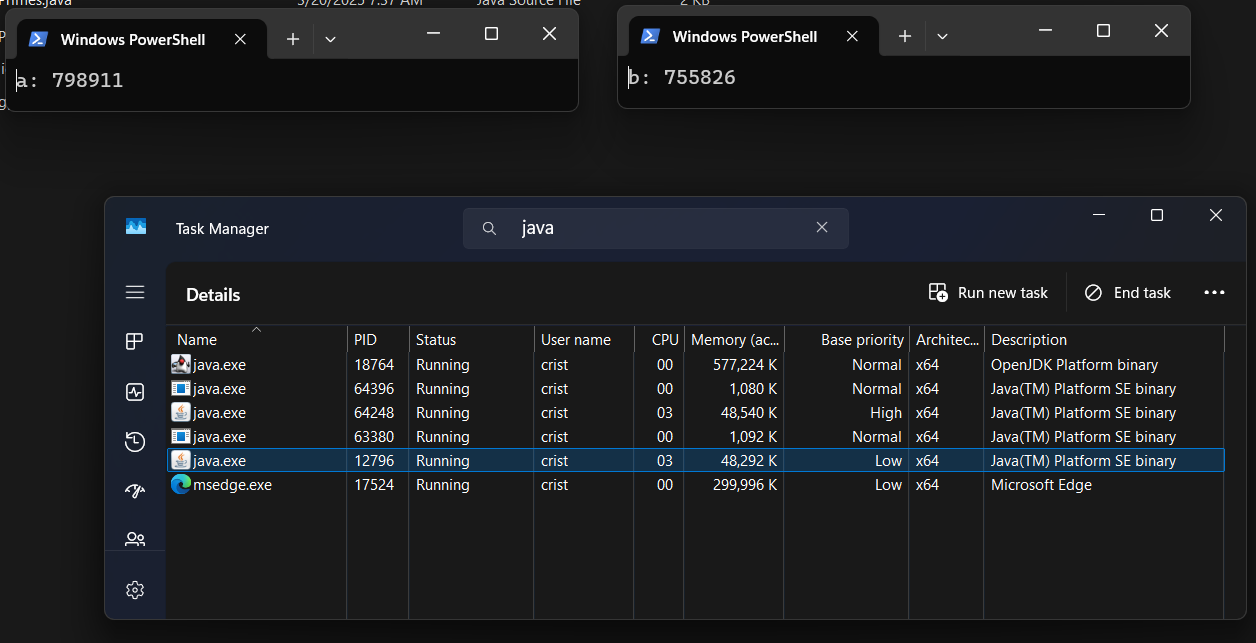 Primes.java 3/20/2025 7:37 AM Java Source File 2 KB
Windows PowerShell
a: 798911
Windows PowerShell
b: 755826
Task Manager
java
Details
Run new task
End task
Name PID Status User name CPU Memory (ac... Base priority Architec... Description
java.exe 18764 Running crist 00 577,224 K Normal x64 OpenJDK Platform binary
java.exe 64396 Running crist 00 1,080 K Normal x64 Java(TM) Platform SE binary
java.exe 64248 Running crist 03 48,540 K High x64 Java(TM) Platform SE binary
java.exe 63380 Running crist 00 1,092 K Normal x64 Java(TM) Platform SE binary
java.exe 12796 Running crist 03 48,292 K Low x64 Java(TM) Platform SE binary
msedge.exe 17524 Running crist 00 299,996 K Low x64 Microsoft Edge